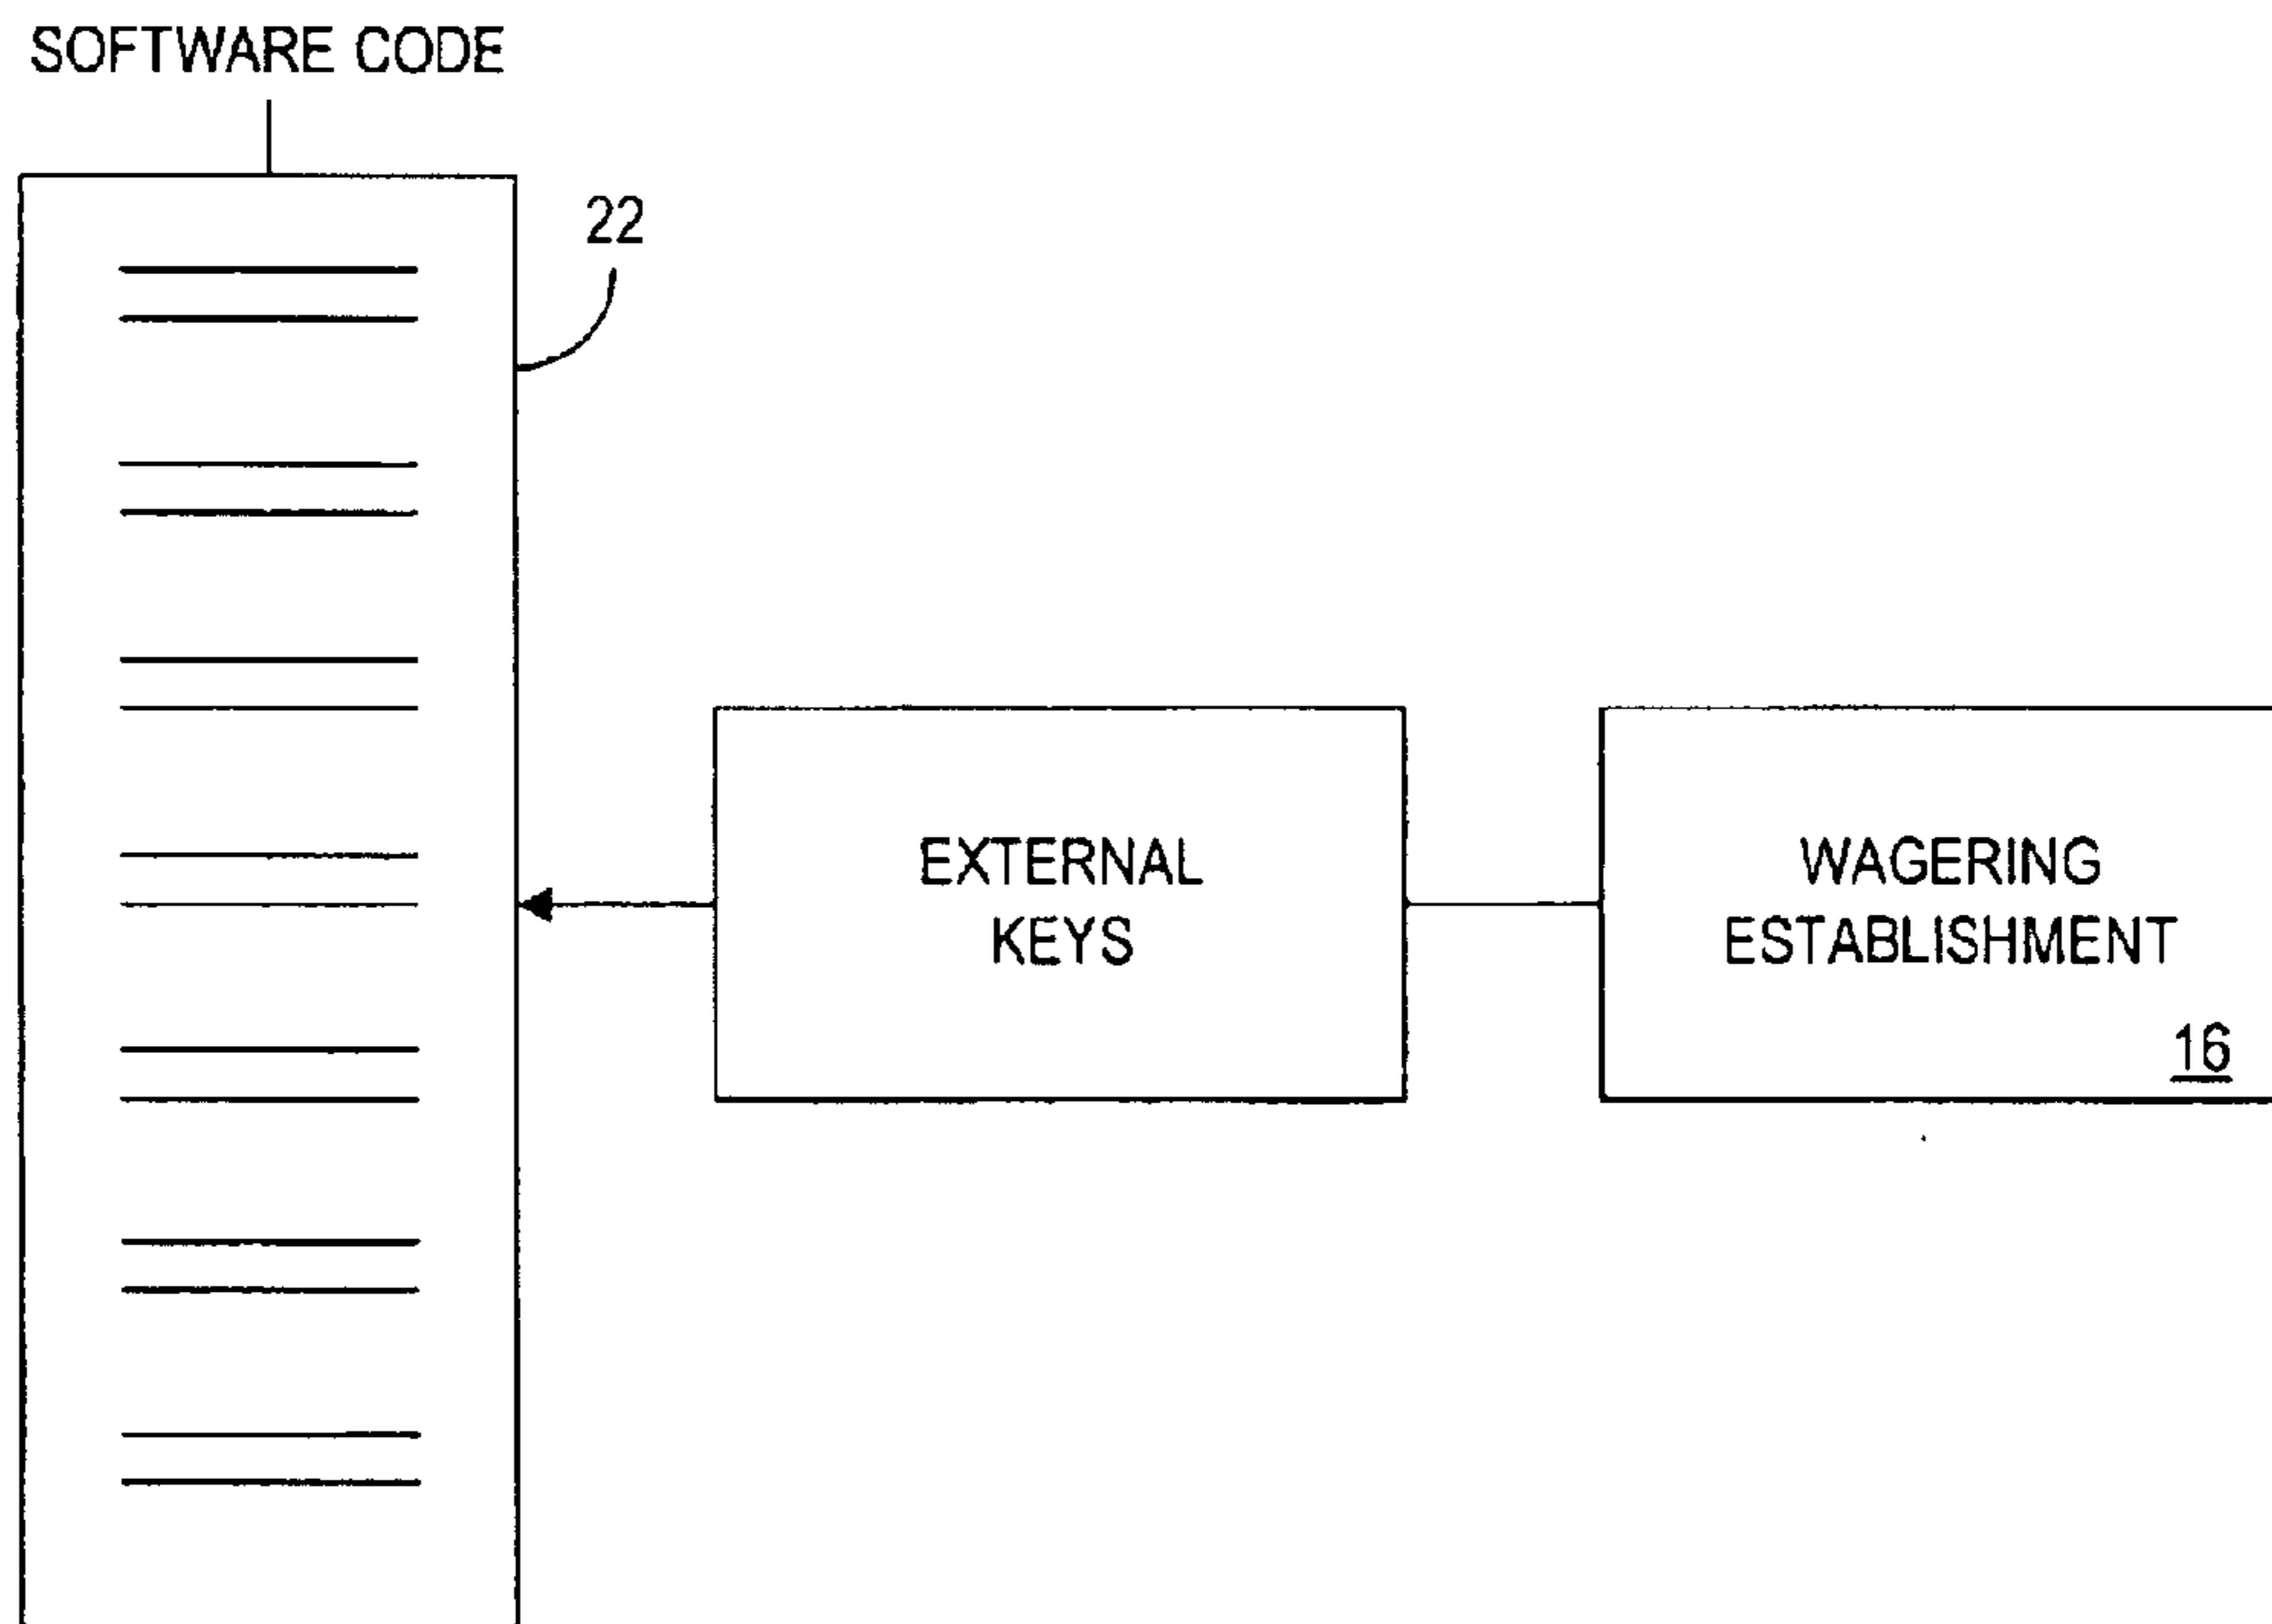 SOFTWARE CODE
22
EXTERNAL
KEYS
WAGERING
ESTABLISHMENT
16